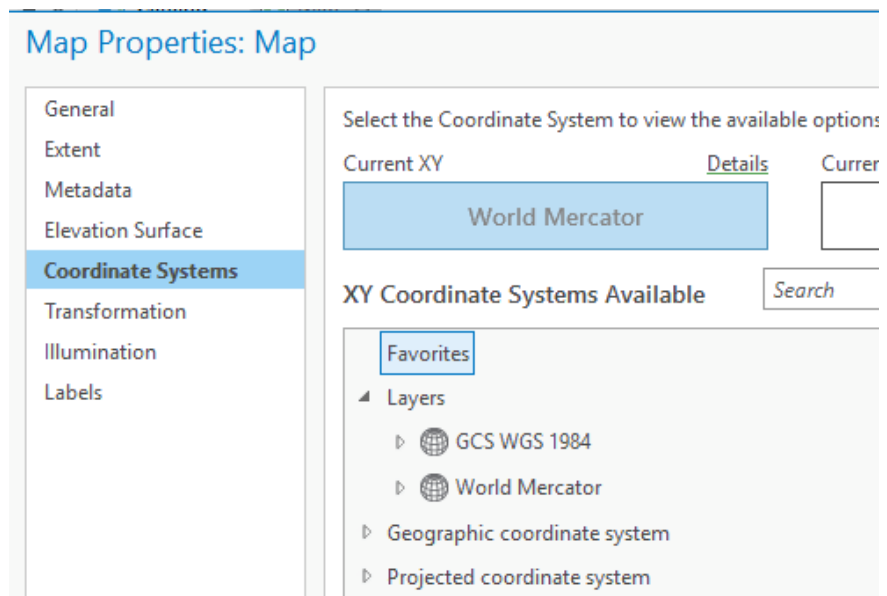 Map Properties: Map
General
Extent
Metadata
Elevation Surface
Coordinate Systems
Transformation
Illumination
Labels
Select the Coordinate System to view the available options
Current XY
Details
Curren
World Mercator
XY Coordinate Systems Available
Search
Favorites
Layers
GCS WGS 1984
World Mercator
Geographic coordinate system
Projected coordinate system